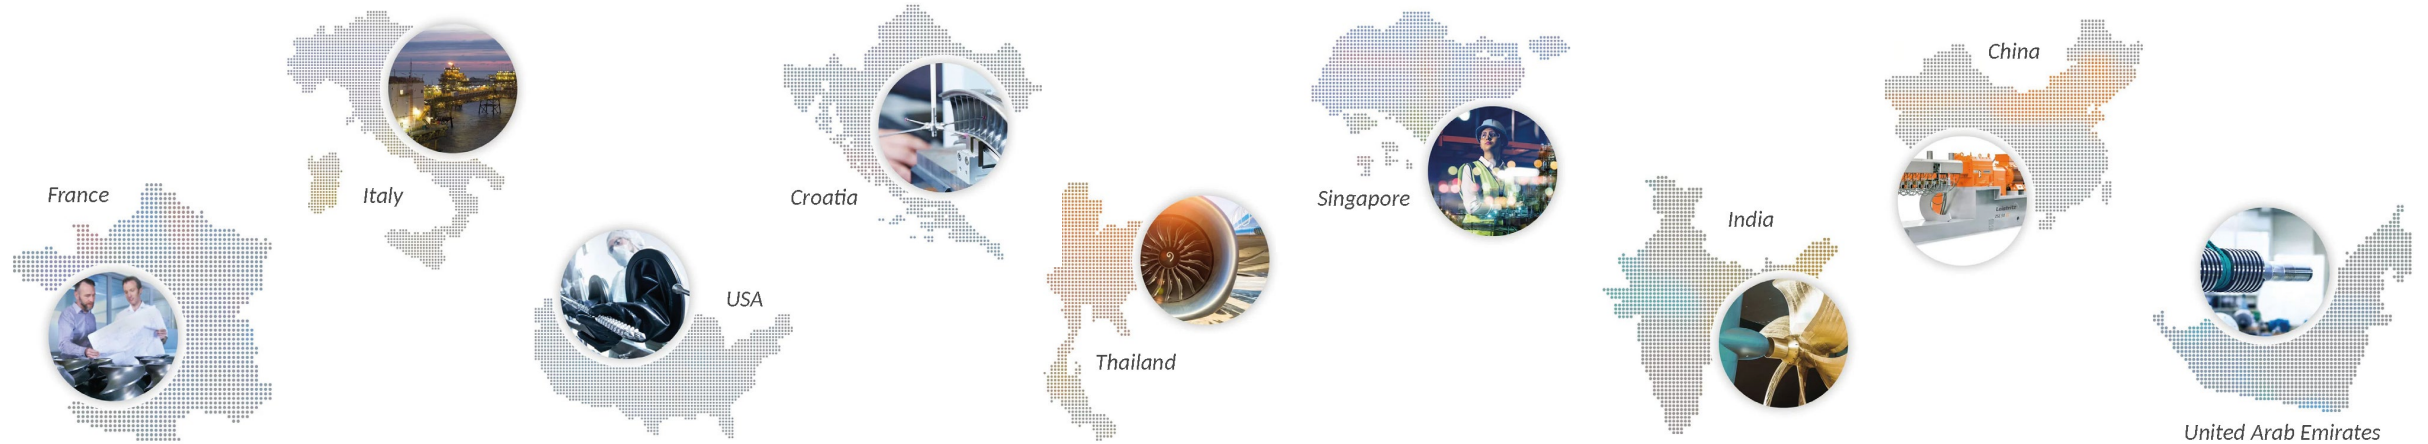 France
Italy
USA
Croatia
Thailand
Singapore
India
China
United Arab Emirates